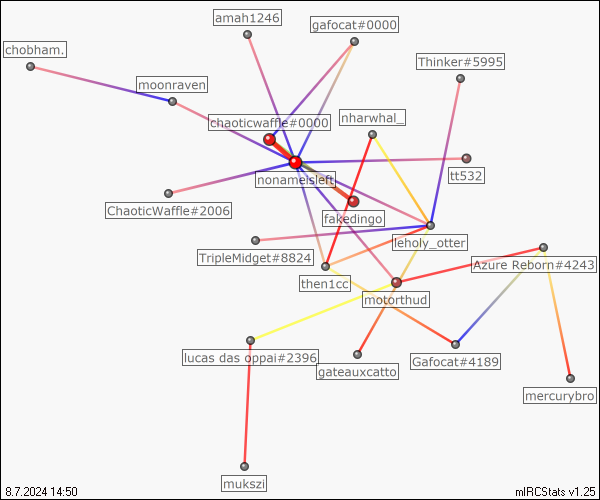 amah1246
gafocat#0000
chobham.
Thinker#5995
moonraven
chaoticwaffle#0000
nharwhal_
tt532
nonameisleft
ChaoticWaffle#2006
fakedingo
leholy_otter
TripleMidget#8824
Azure Reborn#4243
then1cc
motorthud
lucas das oppai#2396
gateauxcatto
Gafocat#4189
mercurybro
mukszi
8.7.2024 14:50
mIRCStats v1.25